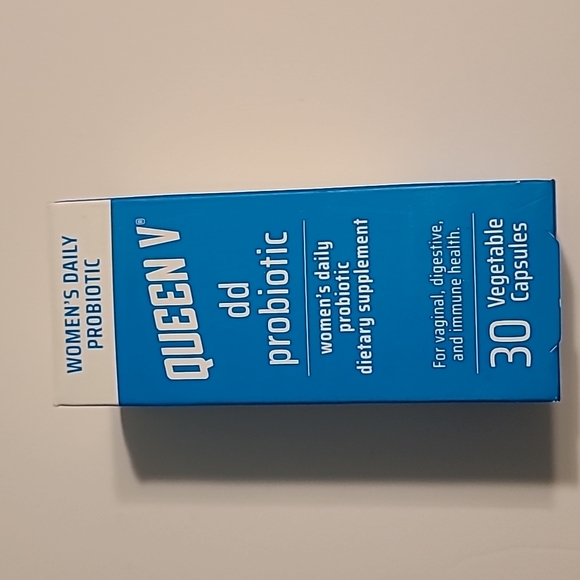 WOMEN'S DAILY
PROBIOTIC
QUEEN V®
dd
probiotic
women's daily
probiotic
dietary supplement
For vaginal, digestive,
and immune health.
30 Vegetable
Capsules